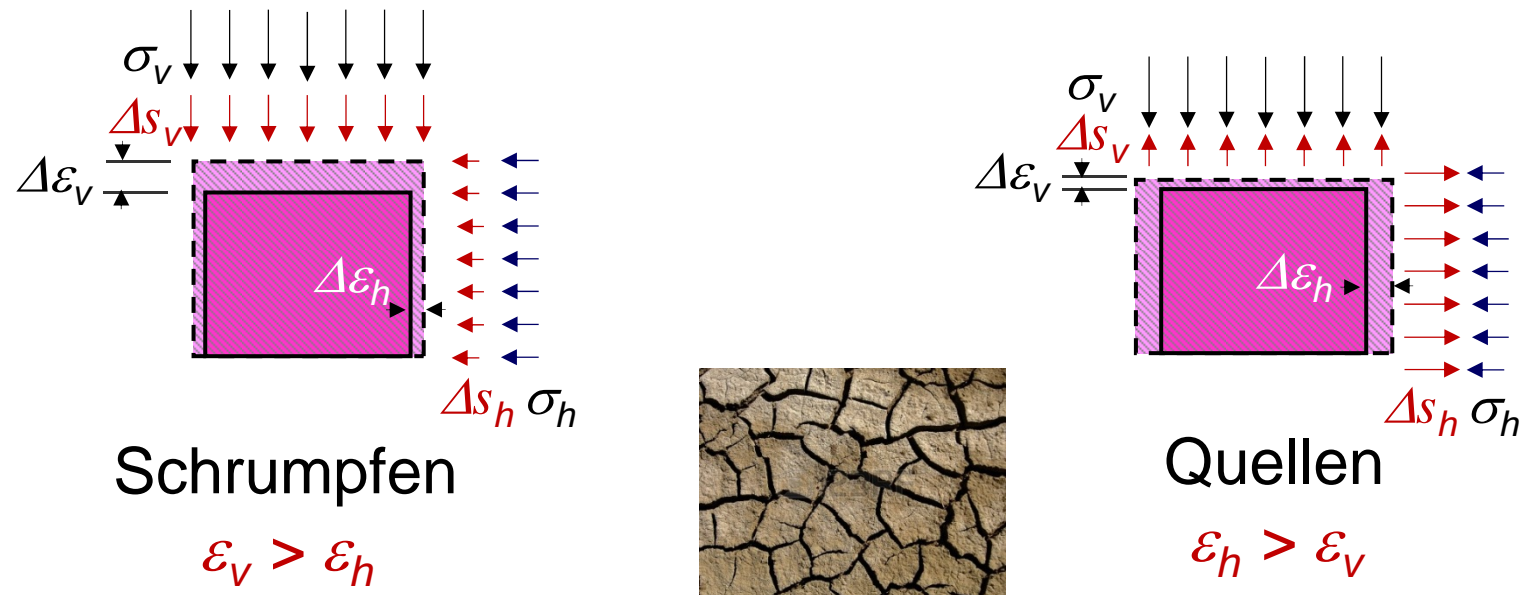 σv
Δsv
Δεv
Δεh
Δsh σh
Schrumpfen
εv > εh
σv
Δsv
Δεv
Δεh
Δsh σh
Quellen
εh > εv